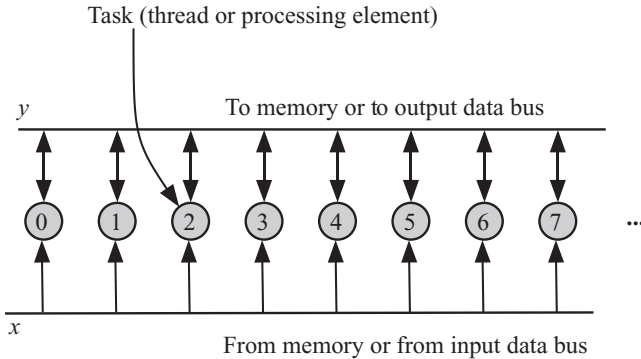 Task (thread or processing element)
y
To memory or to output data bus
0 1 2 3 4 5 6 7 ...
x
From memory or from input data bus